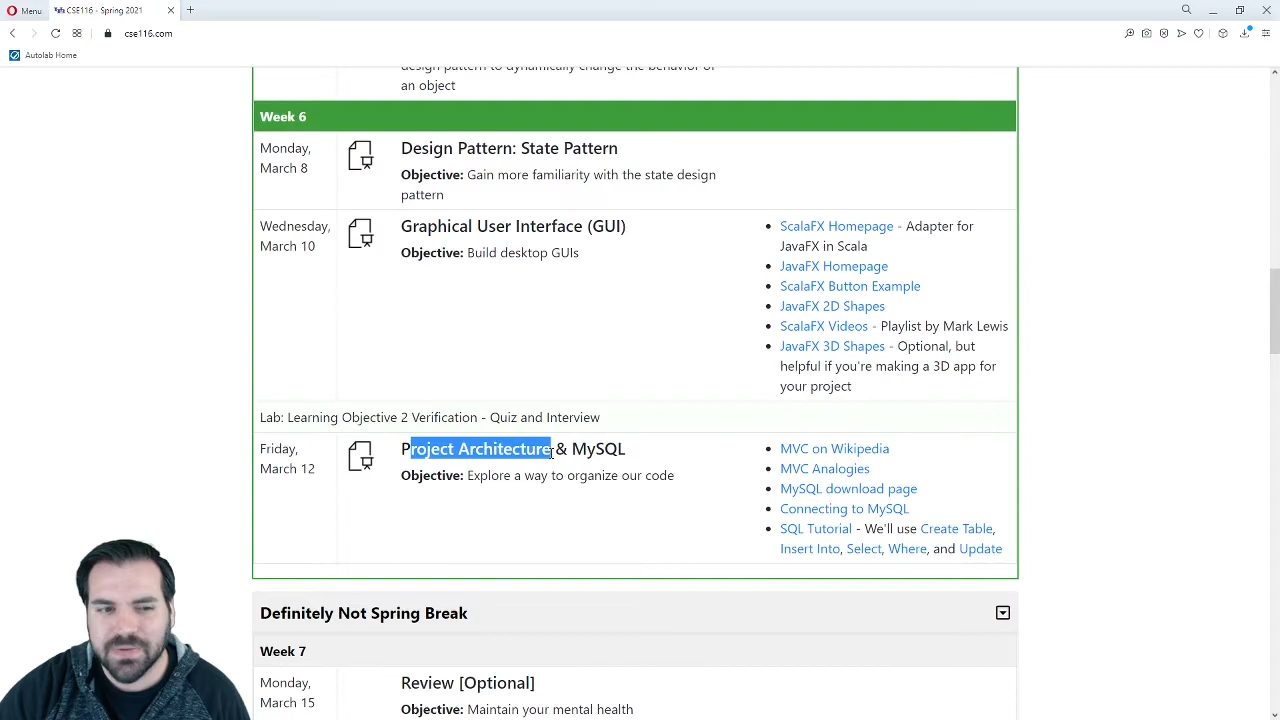 Menu
CSE116 - Spring 2021
cse116.com
Autolab Home
design pattern to dynamically change the behavior of
an object
Week 6
Monday,
March 8
Design Pattern: State Pattern
Objective: Gain more familiarity with the state design
pattern
Wednesday,
March 10
Graphical User Interface (GUI)
Objective: Build desktop GUIs
ScalaFX Homepage - Adapter for
JavaFX in Scala
JavaFX Homepage
ScalaFX Button Example
JavaFX 2D Shapes
ScalaFX Videos - Playlist by Mark Lewis
JavaFX 3D Shapes - Optional, but
helpful if you're making a 3D app for
your project
Lab: Learning Objective 2 Verification - Quiz and Interview
Friday,
March 12
Project Architecture & MySQL
Objective: Explore a way to organize our code
MVC on Wikipedia
MVC Analogies
MySQL download page
Connecting to MySQL
SQL Tutorial - We'll use Create Table,
Insert Into, Select, Where, and Update
Definitely Not Spring Break
Week 7
Monday,
March 15
Review [Optional]
Objective: Maintain your mental health